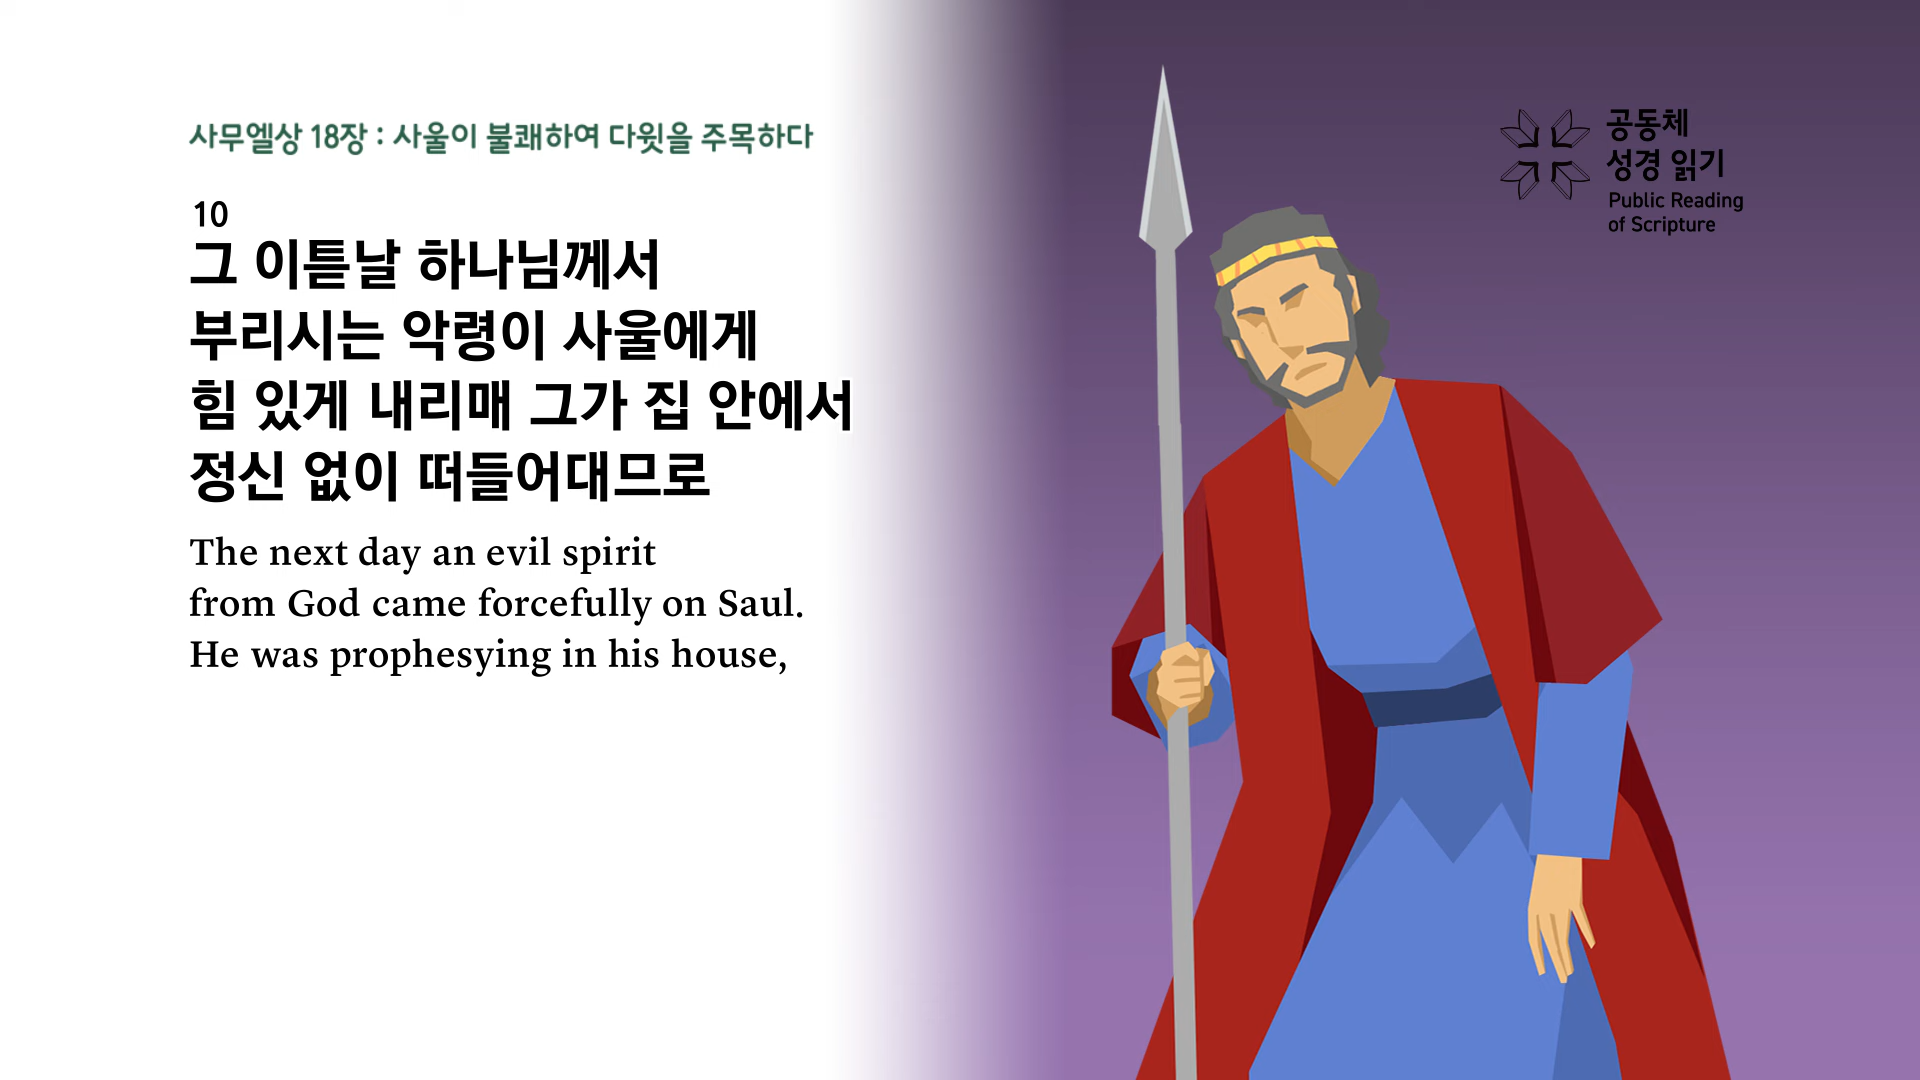 사무엘상 18장 : 사울이 불쾌하여 다윗을 주목하다
10
그 이튿날 하나님께서
부리시는 악령이 사울에게
힘 있게 내리매 그가 집 안에서
정신 없이 떠들어대므로
The next day an evil spirit
from God came forcefully on Saul.
He was prophesying in his house,
공동체
성경 읽기
Public Reading
of Scripture